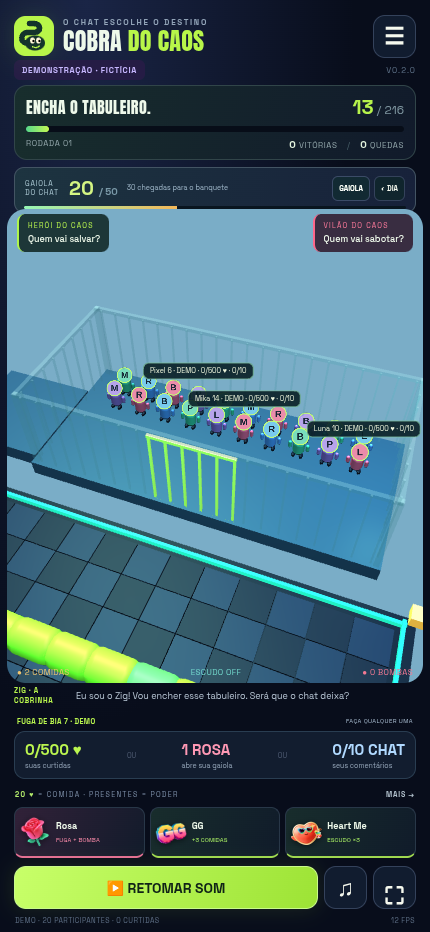 O CHAT ESCOLHE O DESTINO
COBRA DO CAOS
DEMONSTRAÇÃO · FICTÍCIA
V0.2.0
ENCHA O TABULEIRO.
13 / 216
RODADA 01
0 VITÓRIAS / 0 QUEDAS
GAIOLA DO CHAT
20 / 50
30 chegadas para o banquete
GAIOLA
‹ DIA
HERÓI DO CAOS
Quem vai salvar?
VILÃO DO CAOS
Quem vai sabotar?
Pixel 6 · DEMO · 0/500 ♥ · 0/10
Mika 14 · DEMO · 0/500 ♥ · 0/10
Luna 10 · DEMO · 0/500 ♥ · 0/10
M
R
B
M
R
B
L
M
R
R
B
P
L
● 2 COMIDAS
ESCUDO OFF
● 0 BOMBAS
ZIG · A COBRINHA
Eu sou o Zig! Vou encher esse tabuleiro. Será que o chat deixa?
FUGA DE BIA 7 · DEMO
FAÇA QUALQUER UMA
0/500 ♥
suas curtidas
OU
1 ROSA
abre sua gaiola
OU
0/10 CHAT
seus comentários
20 ♥ = COMIDA · PRESENTES = PODER
MAIS →
Rosa
FUGA + BOMBA
GG
+3 COMIDAS
Heart Me
ESCUDO +3
▶️ RETOMAR SOM
♫
DEMO · 20 PARTICIPANTES · 0 CURTIDAS
12 FPS